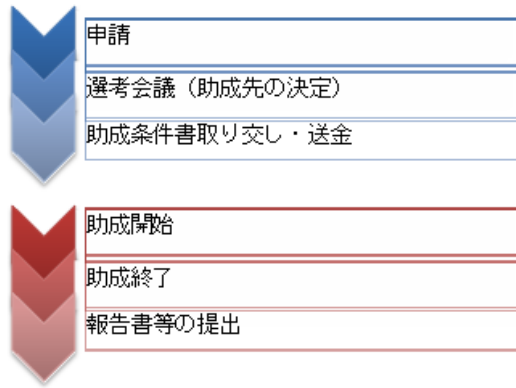 申請
選考会議（助成先の決定）
助成条件書取り交し・送金
助成開始
助成終了
報告書等の提出